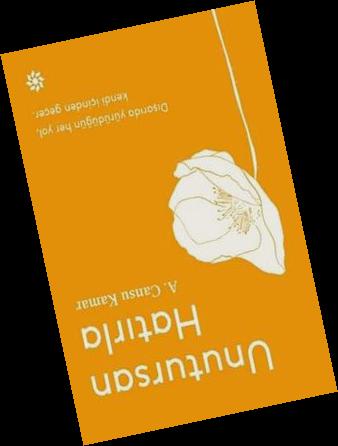 Unutursan
Hatırla
A. Cansu Kamar
Dışarıda yürüdüğün her yol,
kendi içinden geçer.